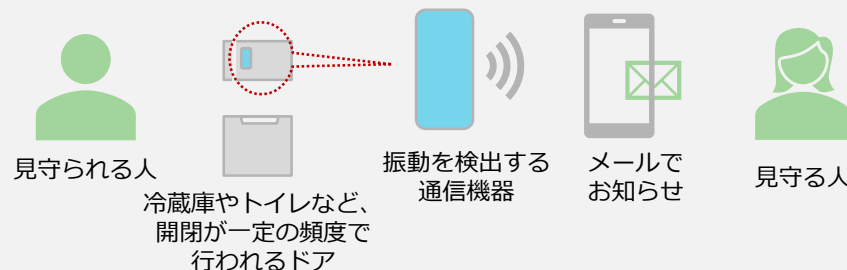 見守られる人
冷蔵庫やトイレなど、
開閉が一定の頻度で
行われるドア
振動を検出する
通信機器
メールで
お知らせ
見守る人